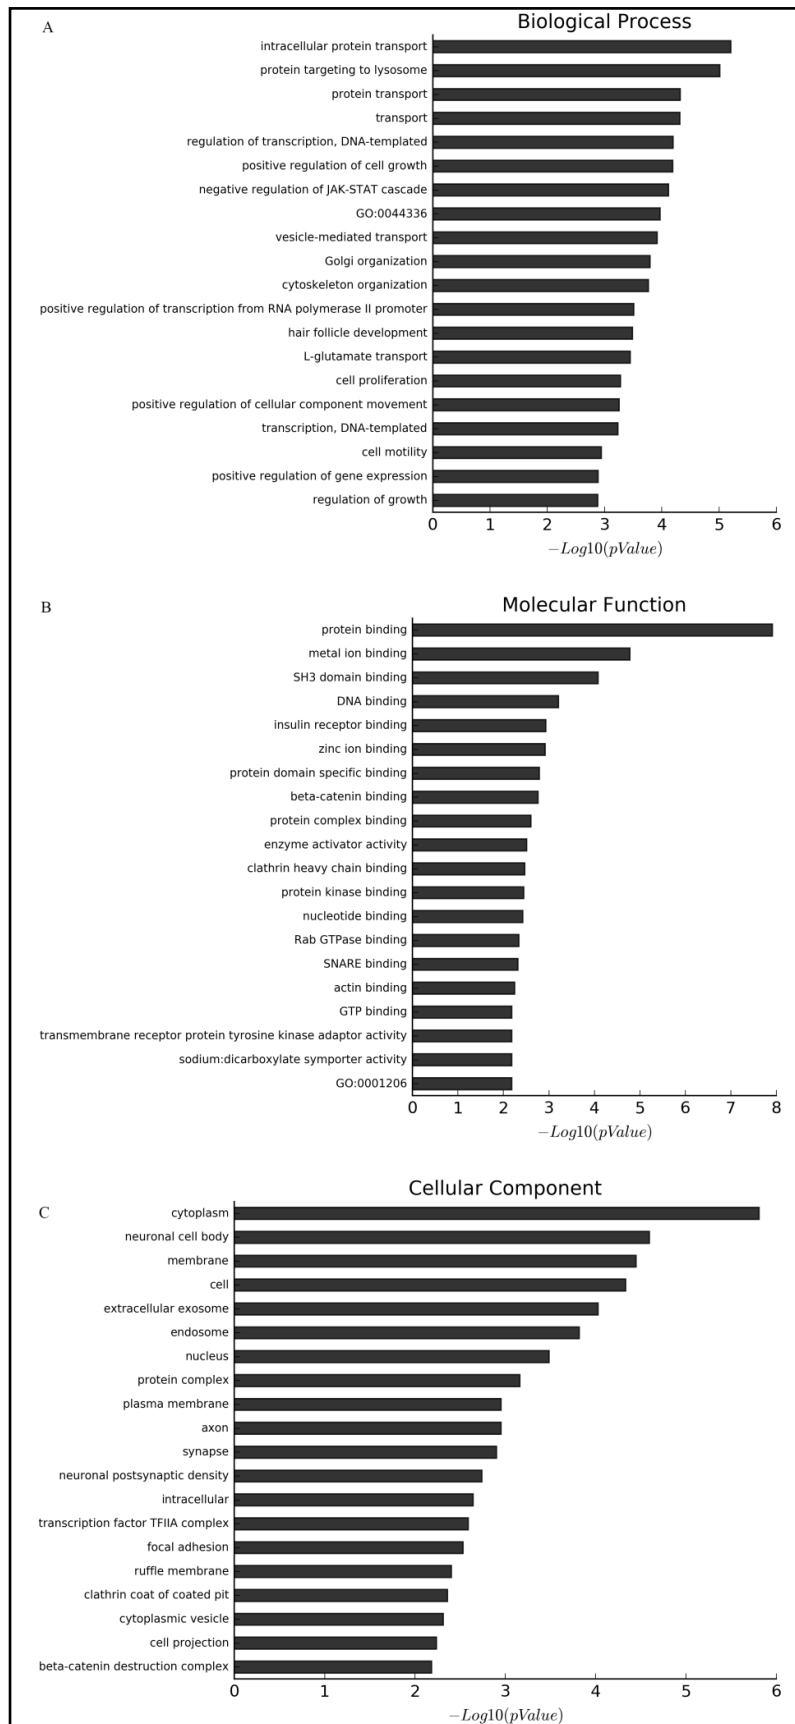 A
Biological Process
intracellular protein transport
protein targeting to lysosome
protein transport
transport
regulation of transcription, DNA-templated
positive regulation of cell growth
negative regulation of JAK-STAT cascade
GO:0044336
vesicle-mediated transport
Golgi organization
cytoskeleton organization
positive regulation of transcription from RNA polymerase II promoter
hair follicle development
L-glutamate transport
cell proliferation
positive regulation of cellular component movement
transcription, DNA-templated
cell motility
positive regulation of gene expression
regulation of growth
0 1 2 3 4 5 6
−Log10(pValue)
B
Molecular Function
protein binding
metal ion binding
SH3 domain binding
DNA binding
insulin receptor binding
zinc ion binding
protein domain specific binding
beta-catenin binding
protein complex binding
enzyme activator activity
clathrin heavy chain binding
protein kinase binding
nucleotide binding
Rab GTPase binding
SNARE binding
actin binding
GTP binding
transmembrane receptor protein tyrosine kinase adaptor activity
sodium:dicarboxylate symporter activity
GO:0001206
0 1 2 3 4 5 6 7 8
−Log10(pValue)
Cellular Component
C
cytoplasm
neuronal cell body
membrane
cell
extracellular exosome
endosome
nucleus
protein complex
plasma membrane
axon
synapse
neuronal postsynaptic density
intracellular
transcription factor TFIIA complex
focal adhesion
ruffle membrane
clathrin coat of coated pit
cytoplasmic vesicle
cell projection
beta-catenin destruction complex
0 1 2 3 4 5 6
−Log10(pValue)